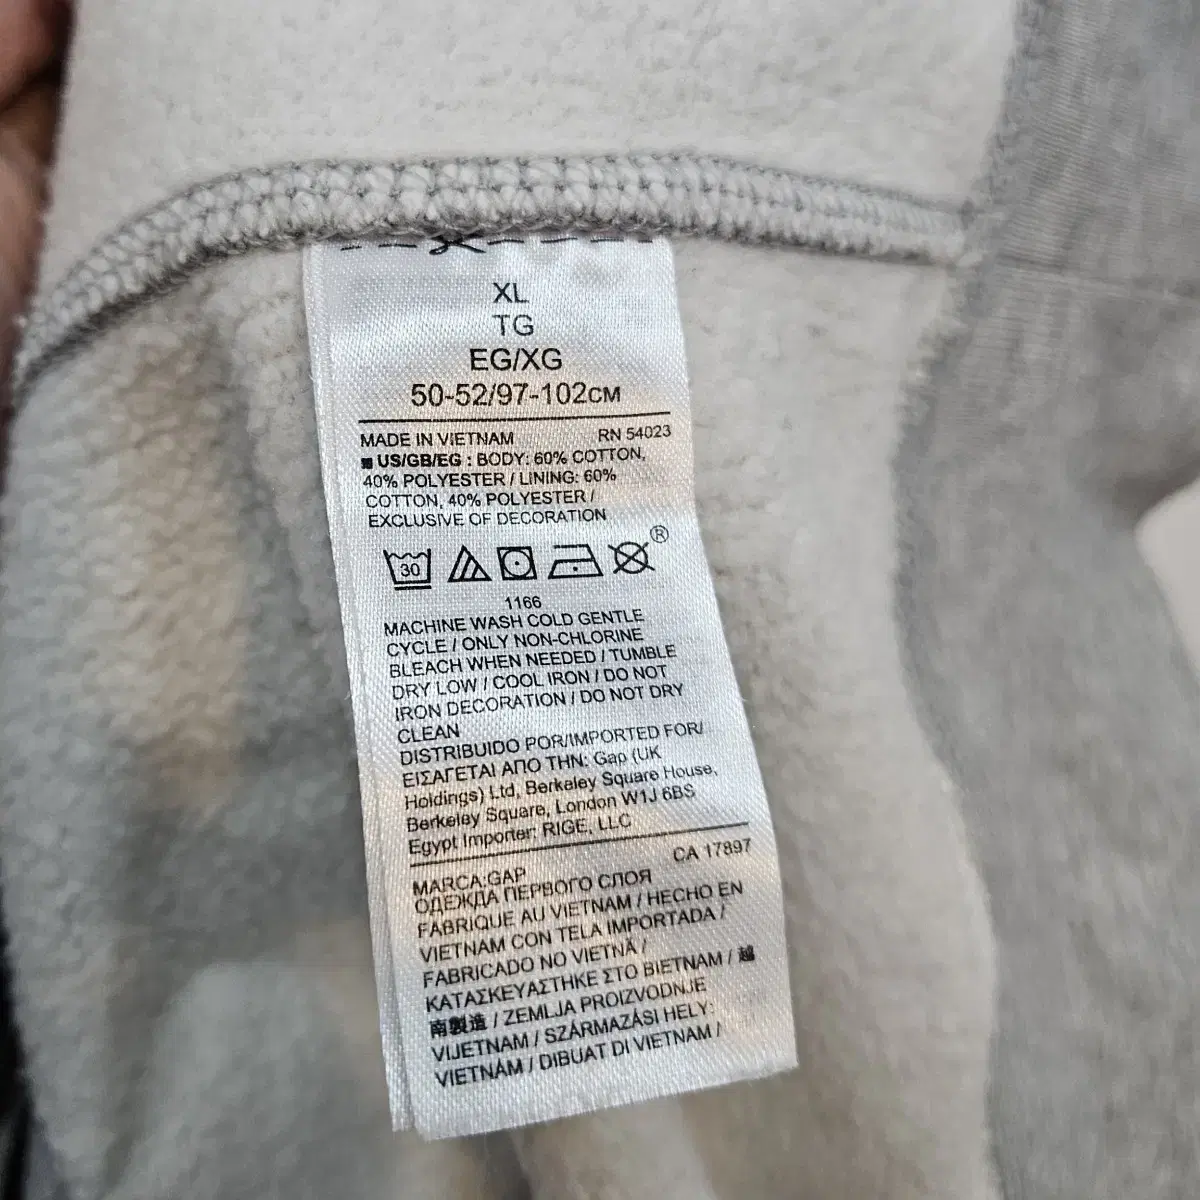 XL
TG
EG/XG
50-52/97-102CM
MADE IN VIETNAM RN 54023
■ US/GB/EG : BODY: 60% COTTON,
40% POLYESTER / LINING: 60%
COTTON, 40% POLYESTER /
EXCLUSIVE OF DECORATION
30 ®
1166
MACHINE WASH COLD GENTLE
CYCLE / ONLY NON-CHLORINE
BLEACH WHEN NEEDED / TUMBLE
DRY LOW / COOL IRON / DO NOT
IRON DECORATION / DO NOT DRY
CLEAN
DISTRIBUIDO POR/IMPORTED FOR/
ΕΙΣΑΓΕΤΑΙ ΑΠΟ ΤΗΝ: Gap (UK
Holdings) Ltd, Berkeley Square House,
Berkeley Square, London W1J 6BS
Egypt Importer: RIGE, LLC
CA 17897
MARCA:GAP
ОДЕЖДА ПЕРВОГО СЛОЯ
FABRIQUE AU VIETNAM / HECHO EN
VIETNAM CON TELA IMPORTADA /
FABRICADO NO VIETNÃ /
ΚΑΤΑΣΚΕΥΑΣΤΗΚΕ ΣΤΟ ΒΙΕΤΝΑΜ / 越
南製造 / ZEMLJA PROIZVODNJE
VIJETNAM / SZÁRMAZÁSI HELY:
VIETNÁM / DIBUAT DI VIETNAM /